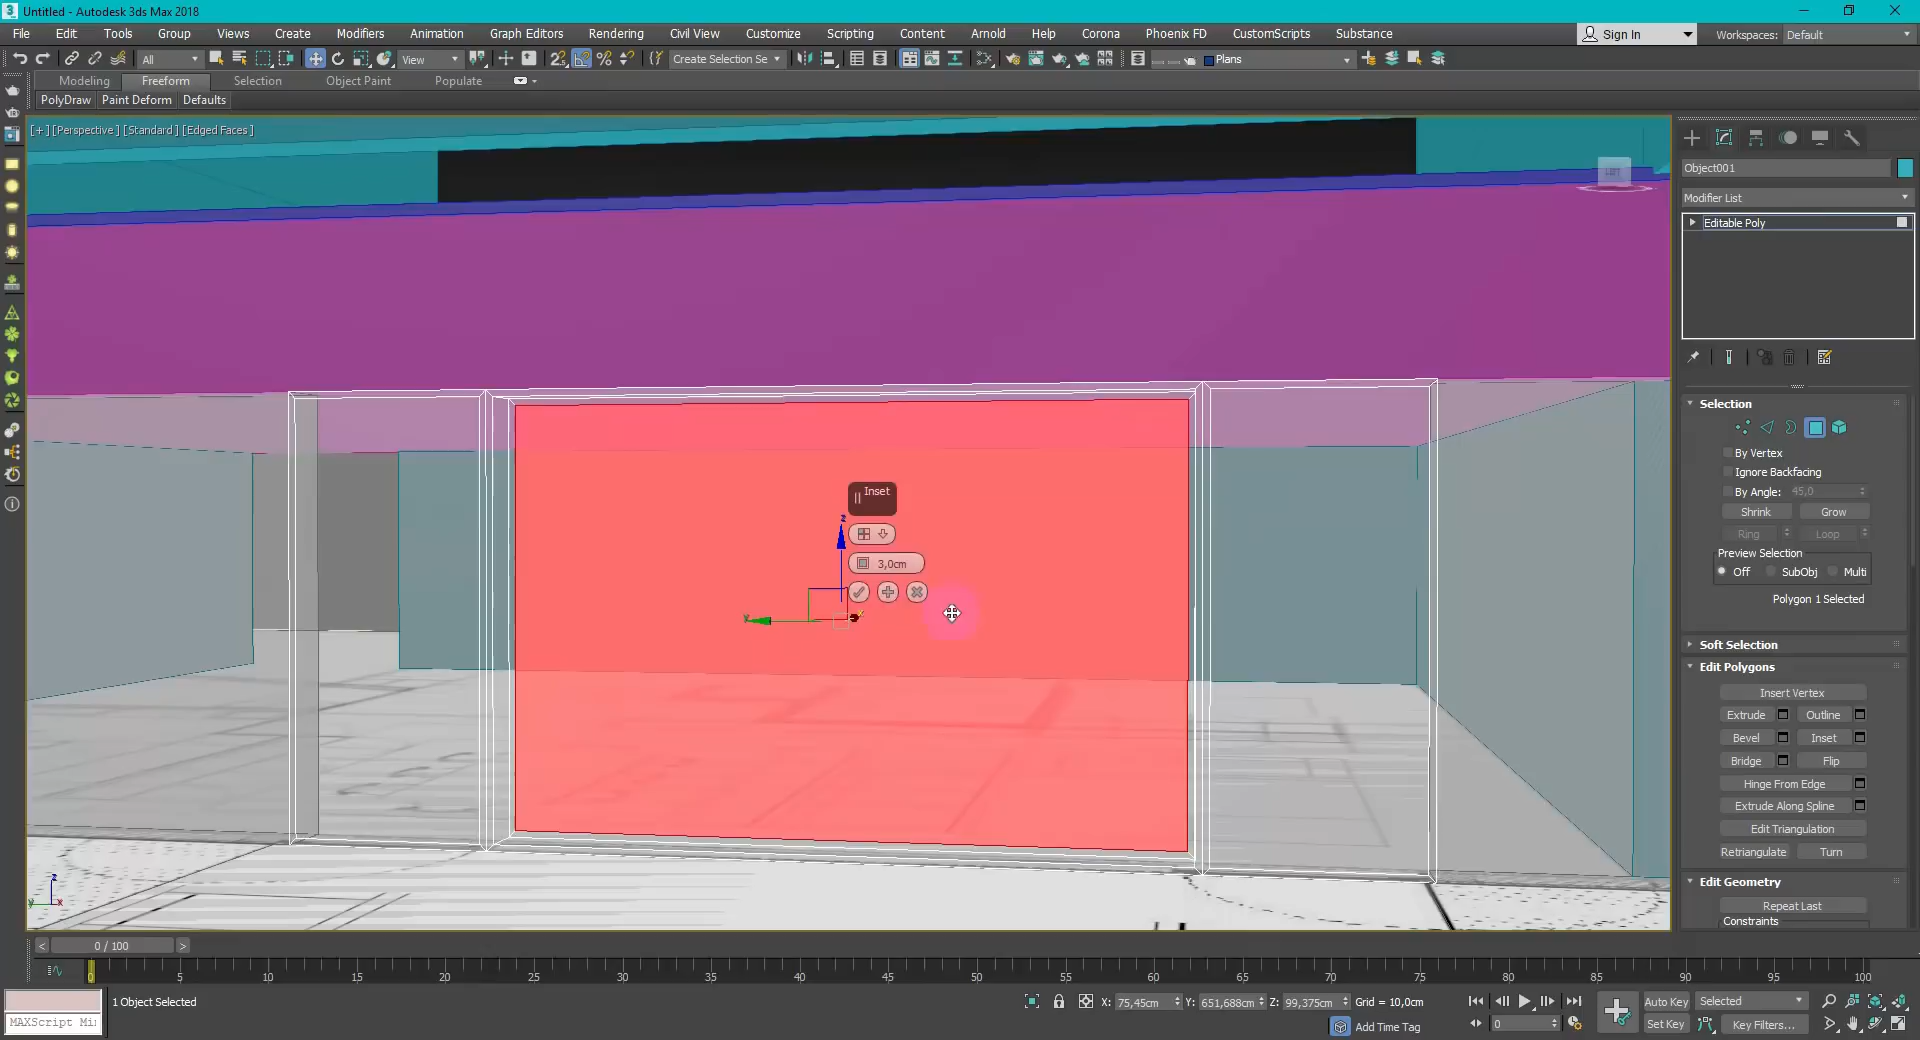 Untitled - Autodesk 3ds Max 2018
File Edit Tools Group Views Create Modifiers Animation Graph Editors Rendering Civil View Customize Scripting Content Arnold Help Corona Phoenix FD CustomScripts Substance Sign In Workspaces: Default
All View Create Selection Se Plans
Modeling Freeform Selection Object Paint Populate
PolyDraw Paint Deform Defaults
[+] [Perspective] [Standard] [Edged Faces]
LEFT
Object001
Modifier List
Editable Poly
Selection
By Vertex
Ignore Backfacing
By Angle: 45,0
Shrink Grow
Ring Loop
Preview Selection
Off SubObj Multi
Polygon 1 Selected
Soft Selection
Edit Polygons
Insert Vertex
Extrude Outline
Bevel Inset
Bridge Flip
Hinge From Edge
Extrude Along Spline
Edit Triangulation
Retriangulate Turn
Edit Geometry
Repeat Last
Constraints
Inset
3,0cm
z
y x
z
y x
< 0 / 100 >
0 5 10 15 20 25 30 35 40 45 50 55 60 65 70 75 80 85 90 95 100
1 Object Selected
X: 75,45cm Y: 651,688cm Z: 99,375cm Grid = 10,0cm
Auto Key Selected
MAXScript Mi
Add Time Tag
0
Set Key Key Filters...